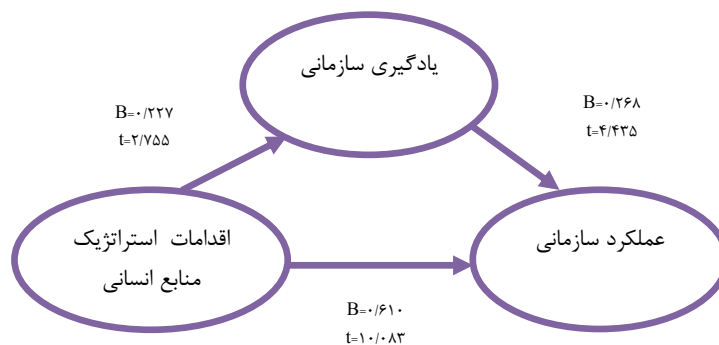 یادگیری سازمانی
B=۰/۲۲۷
t=۲/۷۵۵
B=۰/۲۶۸
t=۴/۴۳۵
اقدامات استراتژیک
منابع انسانی
عملکرد سازمانی
B=۰/۶۱۰
t=۱۰/۰۸۳